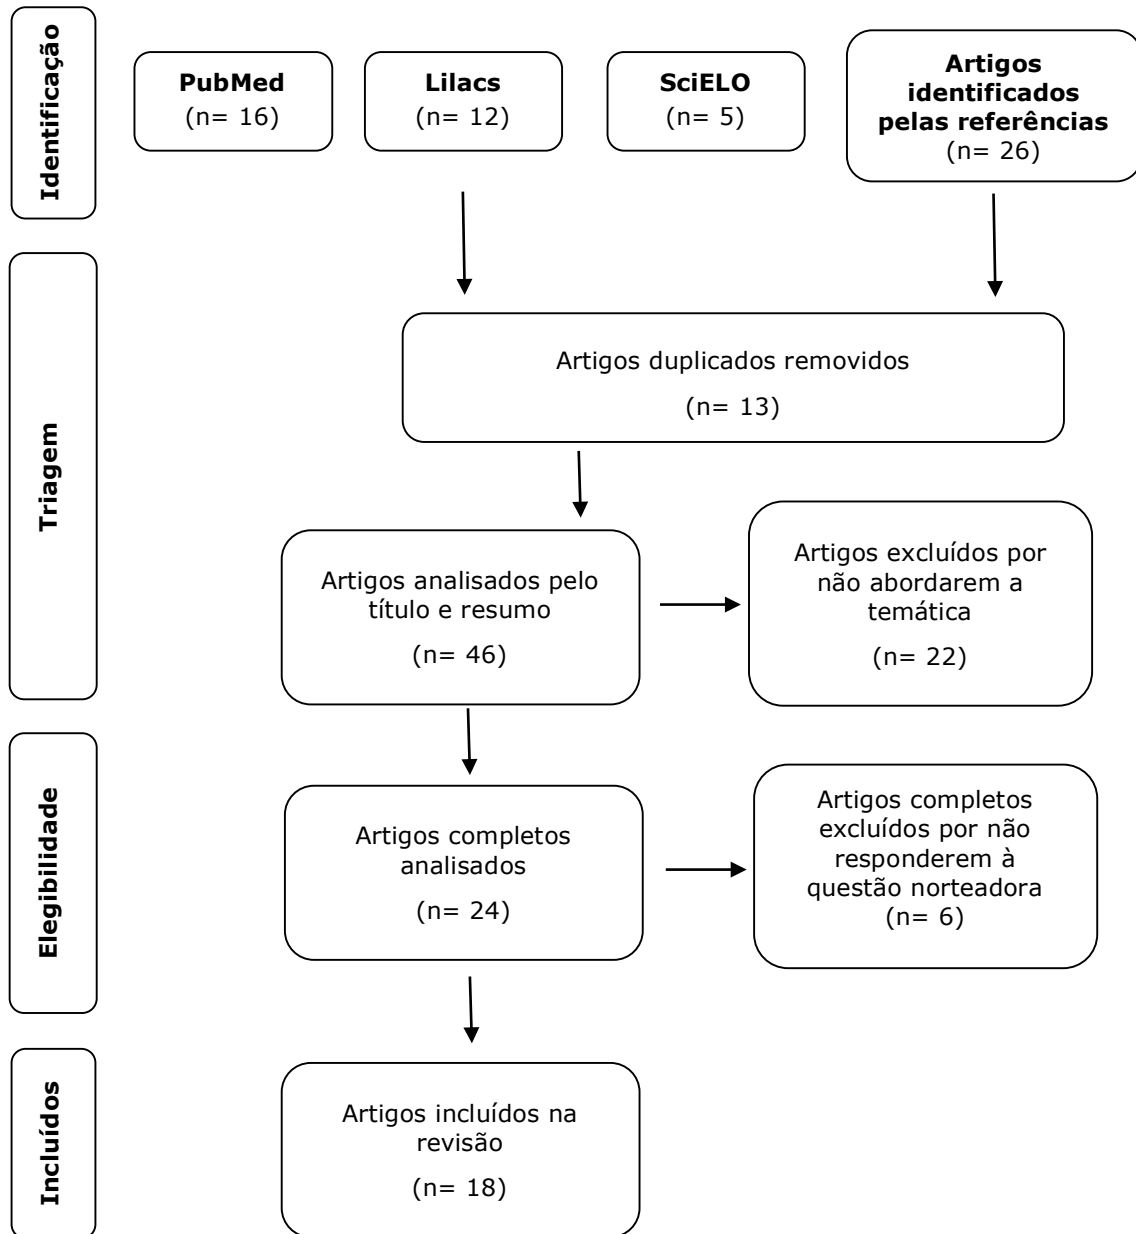 Identificação
PubMed
(n= 16)
Lilacs
(n= 12)
SciELO
(n= 5)
Artigos
identificados
pelas referências
(n= 26)
Triagem
Artigos duplicados removidos
(n= 13)
Artigos analisados pelo
título e resumo
(n= 46)
Artigos excluídos por
não abordarem a
temática
(n= 22)
Elegibilidade
Artigos completos
analisados
(n= 24)
Artigos completos
excluídos por não
responderem à
questão norteadora
(n= 6)
Incluídos
Artigos incluídos na
revisão
(n= 18)